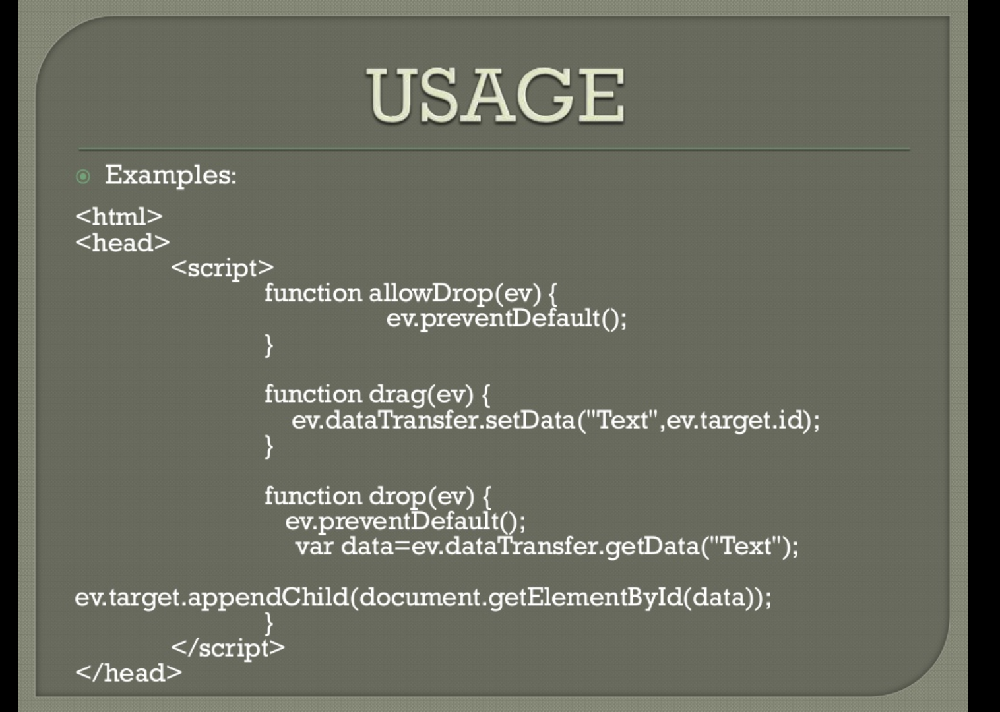 USAGE
Examples:
<html>
<head>
<script>
function allowDrop(ev) {
ev.preventDefault();
}
function drag(ev) {
ev.dataTransfer.setData("Text",ev.target.id);
}
function drop(ev) {
ev.preventDefault();
var data=ev.dataTransfer.getData("Text");
ev.target.appendChild(document.getElementById(data));
}
</script>
</head>